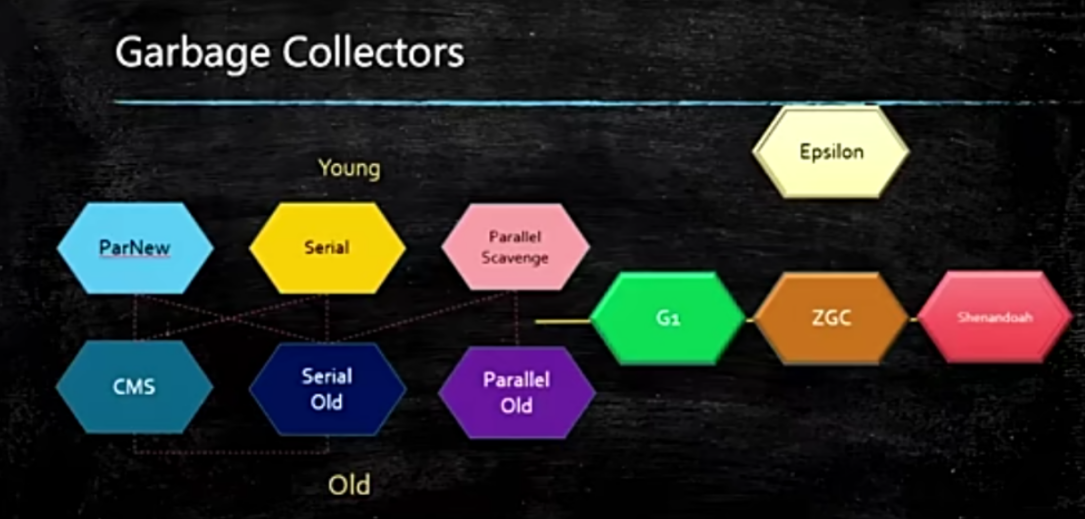 Garbage Collectors
Epsilon
Young
ParNew
Serial
Parallel
Scavenge
G1
ZGC
Shenandoah
CMS
Serial
Old
Parallel
Old
Old